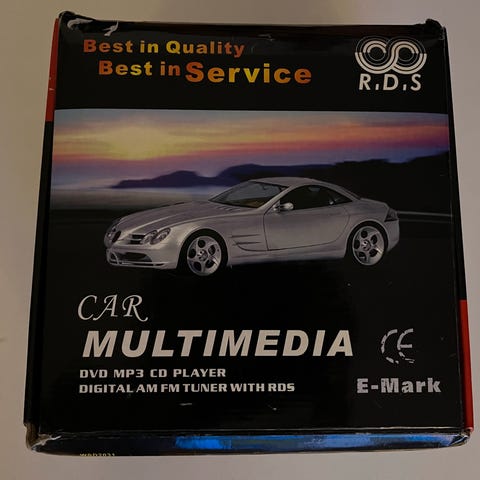 Best in Quality
Best in Service
R.D.S
CAR
MULTIMEDIA
DVD MP3 CD PLAYER
DIGITAL AM FM TUNER WITH RDS
CE
E-Mark